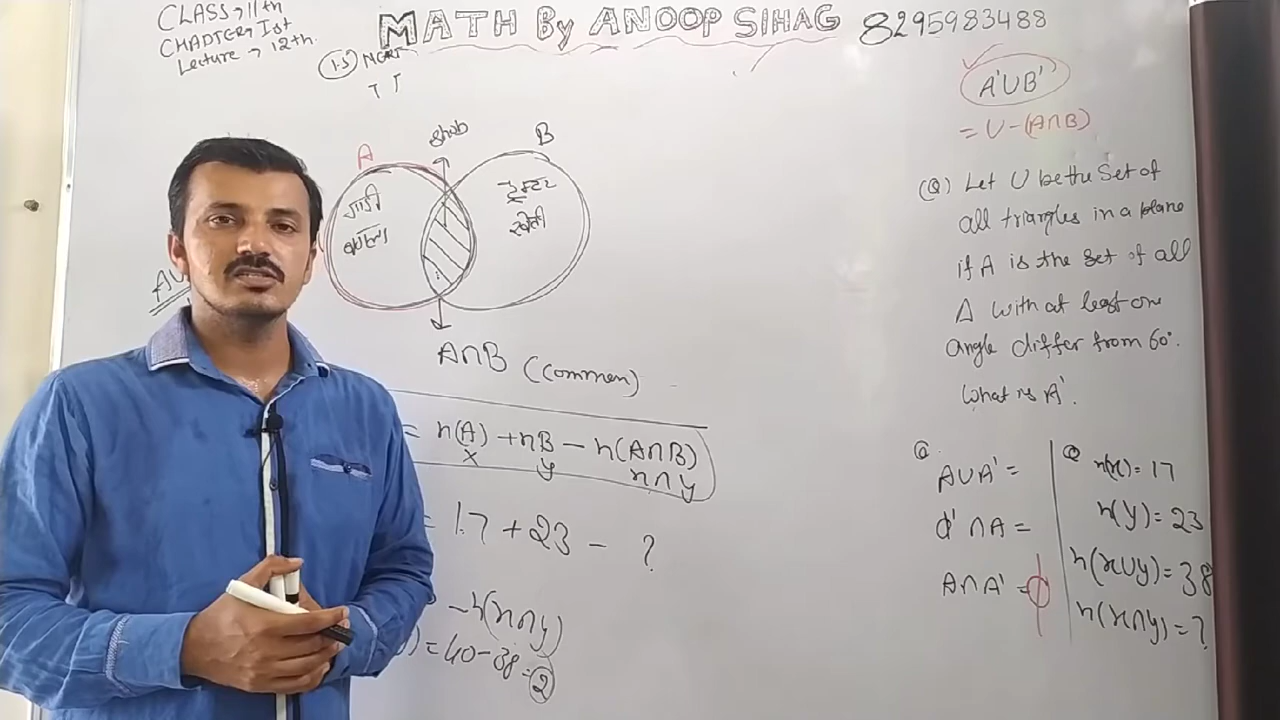 CLASS → 11th
CHAPTER → Ist
Lecture → 12th.
MATH By ANOOP SIHAG 8295983488
1.5 NCRT
A
B
गाडी
ट्रैक्टर
खेती
A∩B (Common)
= n(A) + nB - n(A∩B)
x y x∩y
= 17 + 23 - ?
- n(x∩y)
) = 40 - 38 = 2
A'∪B'
= U - (A∩B)
(Q) Let U be the Set of
all triangles in a plane
if A is the set of all
Δ with at least one
angle differ from 60°.
What is A'.
Q.
A∪A' =
φ' ∩ A =
A∩A' = φ
Q n(x) = 17
n(y) = 23
n(x∪y) = 38
n(x∩y) = ?